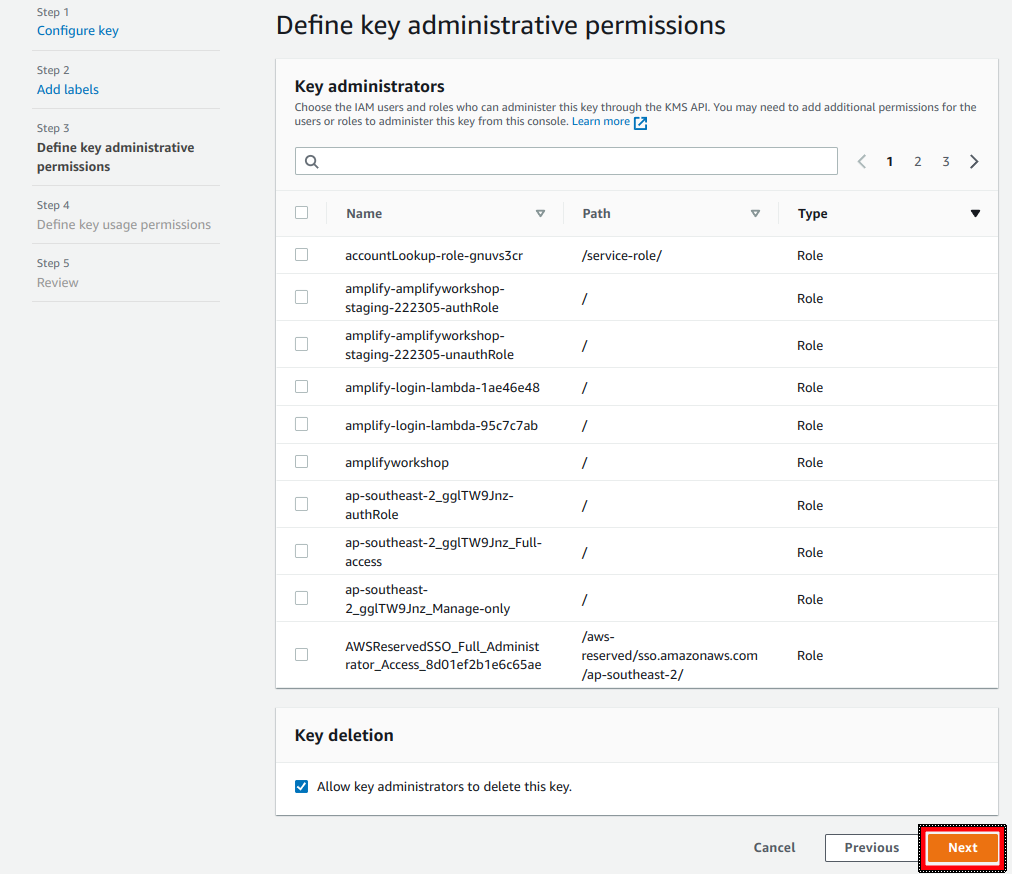 Step 1
Configure key
Step 2
Add labels
Step 3
Define key administrative
permissions
Step 4
Define key usage permissions
Step 5
Review
Define key administrative permissions
Key administrators
Choose the IAM users and roles who can administer this key through the KMS API. You may need to add additional permissions for the
users or roles to administer this key from this console. Learn more
1 2 3
Name Path Type
accountLookup-role-gnuvs3cr /service-role/ Role
amplify-amplifyworkshop-
staging-222305-authRole / Role
amplify-amplifyworkshop-
staging-222305-unauthRole / Role
amplify-login-lambda-1ae46e48 / Role
amplify-login-lambda-95c7c7ab / Role
amplifyworkshop / Role
ap-southeast-2_gglTW9Jnz-
authRole / Role
ap-southeast-2_gglTW9Jnz_Full-
access / Role
ap-southeast-
2_gglTW9Jnz_Manage-only / Role
AWSReservedSSO_Full_Administ
rator_Access_8d01ef2b1e6c65ae
/aws-
reserved/sso.amazonaws.com
/ap-southeast-2/
Role
Key deletion
Allow key administrators to delete this key.
Cancel Previous Next